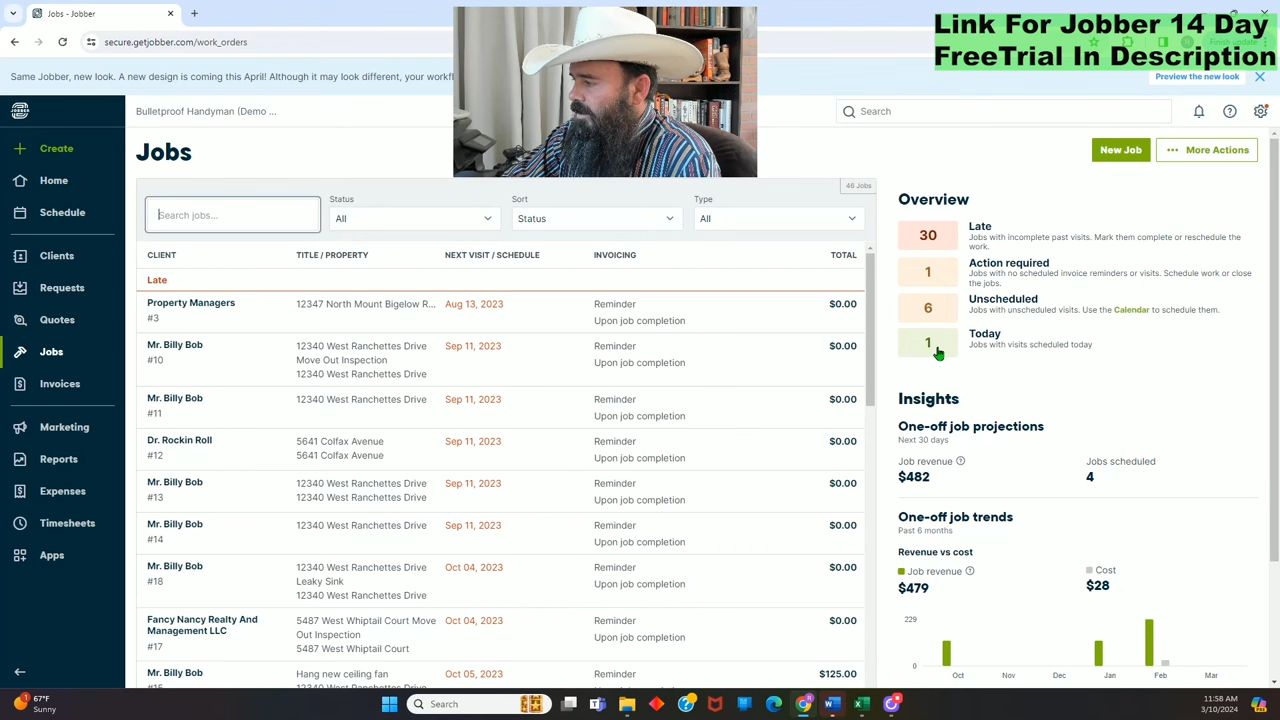 Jobs - Jobber
secure.getjobber.com/work_orders
Link For Jobber 14 Day
FreeTrial In Description
Finish update
Same Jobber, new look. A new design is coming this April! Although it may look different, your workf
Preview the new look
Bulletproof Handyman (Demo ...
Search
Create
Home
Schedule
Clients
Requests
Quotes
Jobs
Invoices
Marketing
Reports
Expenses
Timesheets
Apps
Jobs
New Job
More Actions
46 Jobs
Search jobs...
Status
All
Sort
Status
Type
All
CLIENT TITLE / PROPERTY NEXT VISIT / SCHEDULE INVOICING TOTAL
Late
Property Managers 12347 North Mount Bigelow R... Aug 13, 2023 Reminder $0.00
#3 Upon job completion
Mr. Billy Bob 12340 West Ranchettes Drive Sep 11, 2023 Reminder $0.00
#10 Move Out Inspection Upon job completion
12340 West Ranchettes Drive
Mr. Billy Bob 12340 West Ranchettes Drive Sep 11, 2023 Reminder $0.00
#11 Upon job completion
Dr. Rockin Roll 5641 Colfax Avenue Sep 11, 2023 Reminder $0.00
#12 5641 Colfax Avenue Upon job completion
Mr. Billy Bob 12340 West Ranchettes Drive Sep 11, 2023 Reminder $0.00
#13 12340 West Ranchettes Drive Upon job completion
Mr. Billy Bob 12340 West Ranchettes Drive Sep 11, 2023 Reminder $0.00
#14 Upon job completion
Mr. Billy Bob 12340 West Ranchettes Drive Oct 04, 2023 Reminder $0.00
#18 Leaky Sink Upon job completion
12340 West Ranchettes Drive
Fancy Nancy Realty And 5487 West Whiptail Court Move Oct 04, 2023 Reminder $0.00
Management LLC Out Inspection Upon job completion
#17 5487 West Whiptail Court
Mr. Billy Bob Hang new ceiling fan Oct 05, 2023 Reminder $125.00
#15 12340 West Ranchettes Drive Upon job completion
Overview
30 Late
Jobs with incomplete past visits. Mark them complete or reschedule the
work.
1 Action required
Jobs with no scheduled invoice reminders or visits. Schedule work or close
the jobs.
6 Unscheduled
Jobs with unscheduled visits. Use the Calendar to schedule them.
1 Today
Jobs with visits scheduled today
Insights
One-off job projections
Next 30 days
Job revenue Jobs scheduled
$482 4
One-off job trends
Past 6 months
Revenue vs cost
Job revenue Cost
$479 $28
229
0
Oct Nov Dec Jan Feb Mar
67°F
Sunny
Search
11:58 AM
3/10/2024